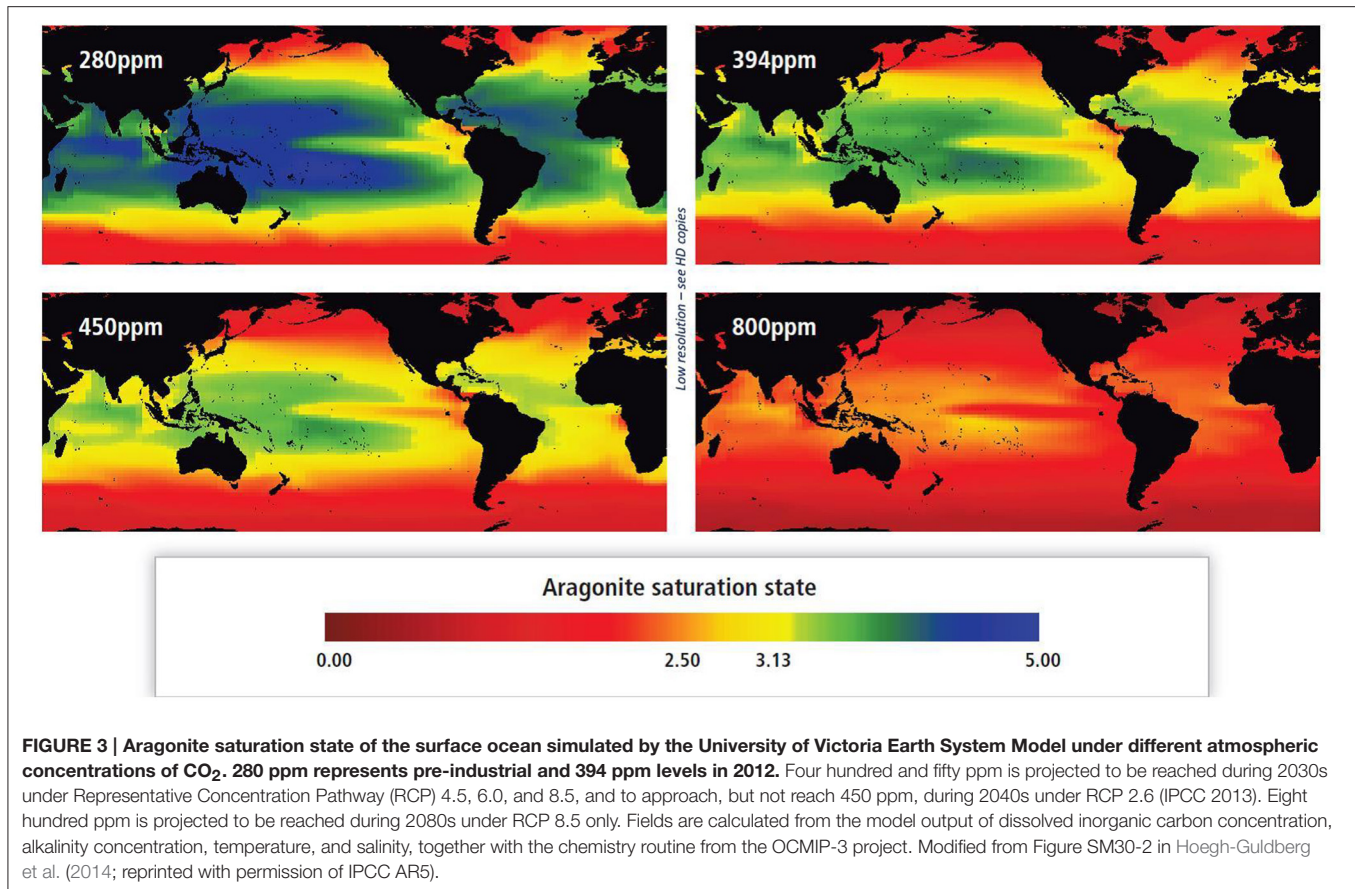 280ppm
394ppm
450ppm
800ppm
Low resolution – see HD copies
Aragonite saturation state
0.00
2.50
3.13
5.00
FIGURE 3 | Aragonite saturation state of the surface ocean simulated by the University of Victoria Earth System Model under different atmospheric
concentrations of CO2. 280 ppm represents pre-industrial and 394 ppm levels in 2012. Four hundred and fifty ppm is projected to be reached during 2030s
under Representative Concentration Pathway (RCP) 4.5, 6.0, and 8.5, and to approach, but not reach 450 ppm, during 2040s under RCP 2.6 (IPCC 2013). Eight
hundred ppm is projected to be reached during 2080s under RCP 8.5 only. Fields are calculated from the model output of dissolved inorganic carbon concentration,
alkalinity concentration, temperature, and salinity, together with the chemistry routine from the OCMIP-3 project. Modified from Figure SM30-2 in Hoegh-Guldberg
et al. (2014; reprinted with permission of IPCC AR5).